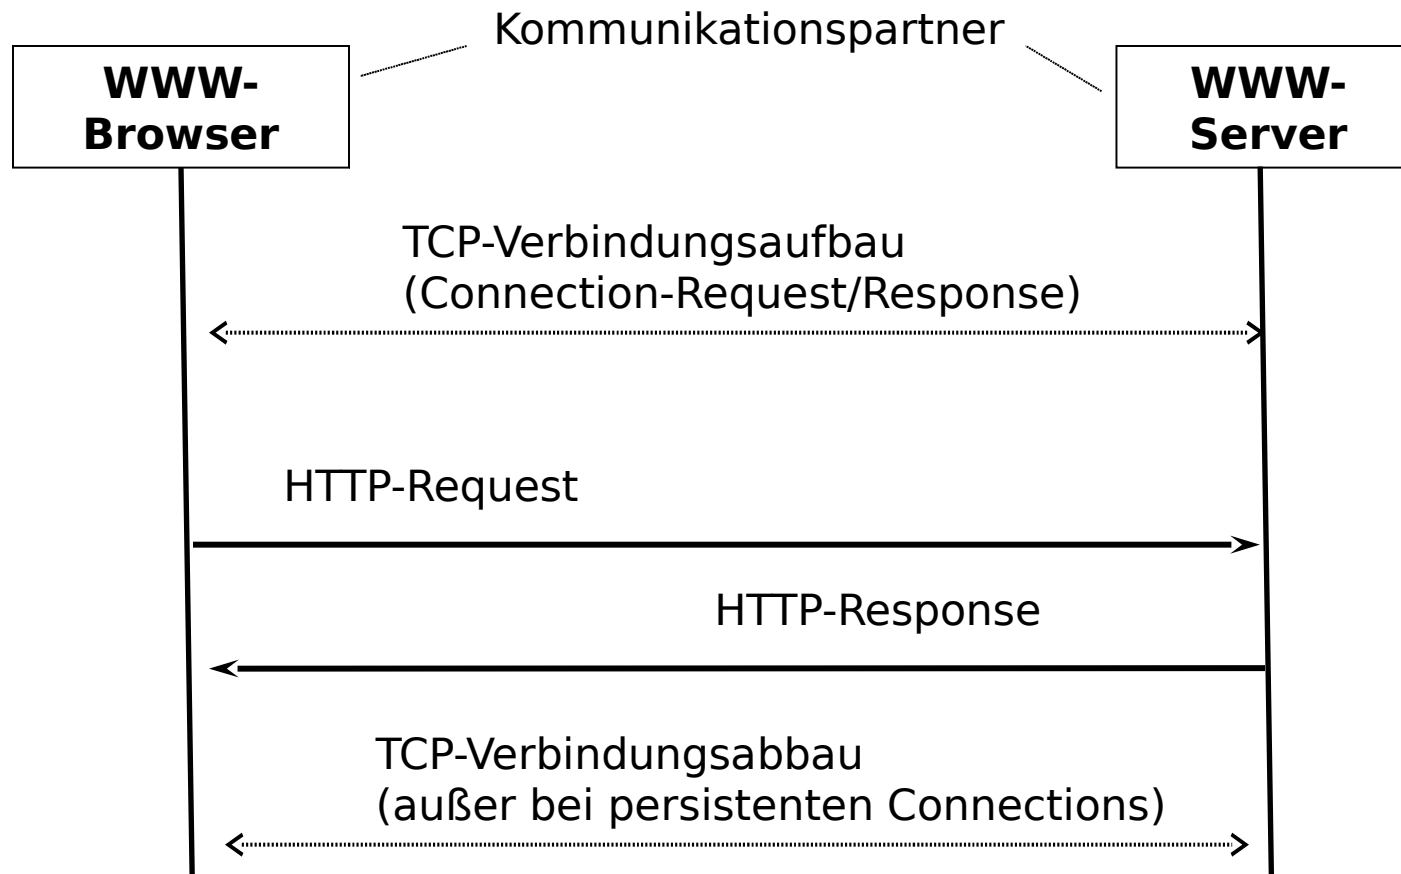 Kommunikationspartner
WWW-
Browser
WWW-
Server
TCP-Verbindungsaufbau
(Connection-Request/Response)
HTTP-Request
HTTP-Response
TCP-Verbindungsabbau
(außer bei persistenten Connections)